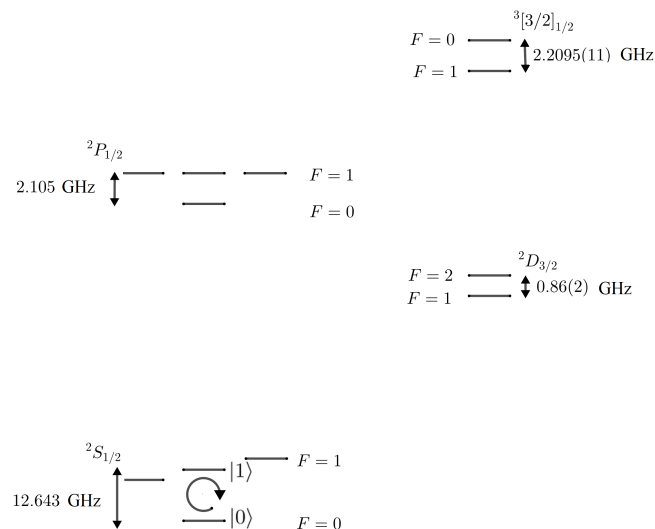 ³[3/2]₁/₂
F = 0
2.2095(11) GHz
F = 1
²P₁/₂
2.105 GHz
F = 1
F = 0
²D₃/₂
F = 2
0.86(2) GHz
F = 1
²S₁/₂
|1⟩
F = 1
12.643 GHz
|0⟩
F = 0